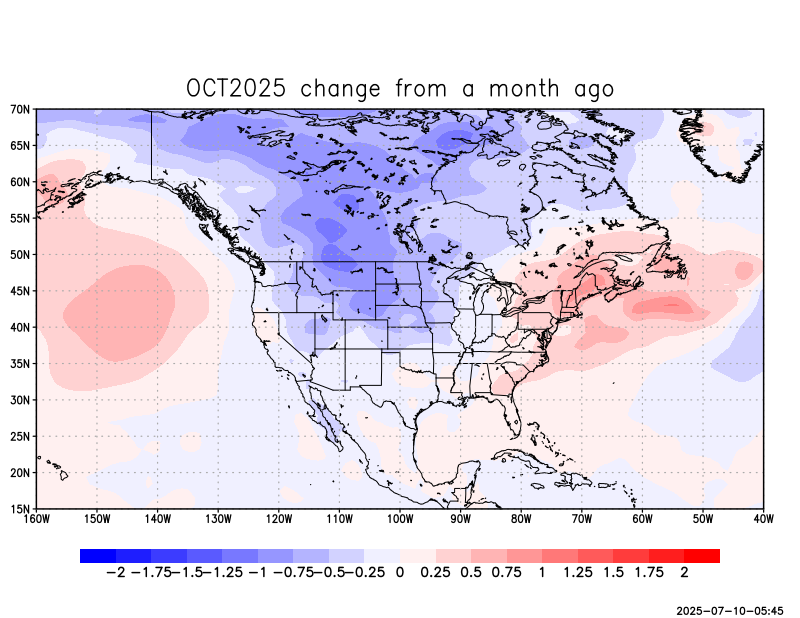 OCT2025 change from a month ago
70N
65N
60N
55N
50N
45N
40N
35N
30N
25N
20N
15N
160W 150W 140W 130W 120W 110W 100W 90W 80W 70W 60W 50W 40W
-2 -1.75 -1.5 -1.25 -1 -0.75 -0.5 -0.25 0 0.25 0.5 0.75 1 1.25 1.5 1.75 2
2025-07-10-05:45